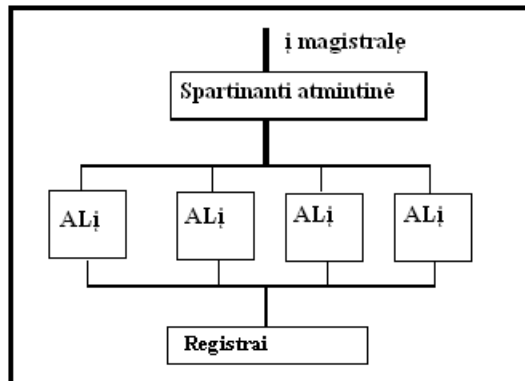 į magistralę
Spartinanti atmintinė
ALį ALį ALį ALį
Registrai